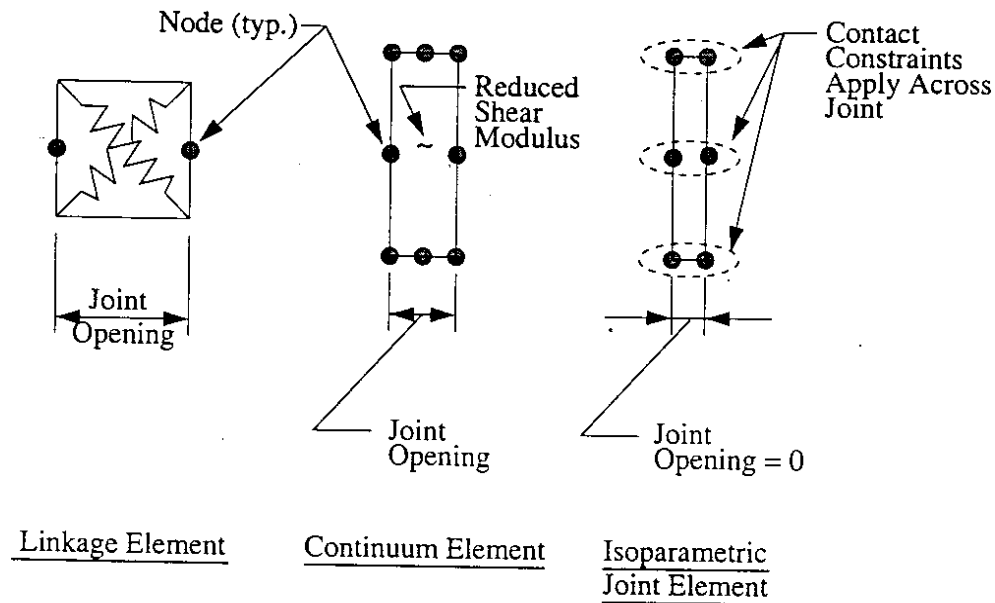 Node (typ.)
Reduced
Shear
Modulus
~
Contact
Constraints
Apply Across
Joint
Joint
Opening
Joint
Opening
Joint
Opening = 0
Linkage Element
Continuum Element
Isoparametric
Joint Element